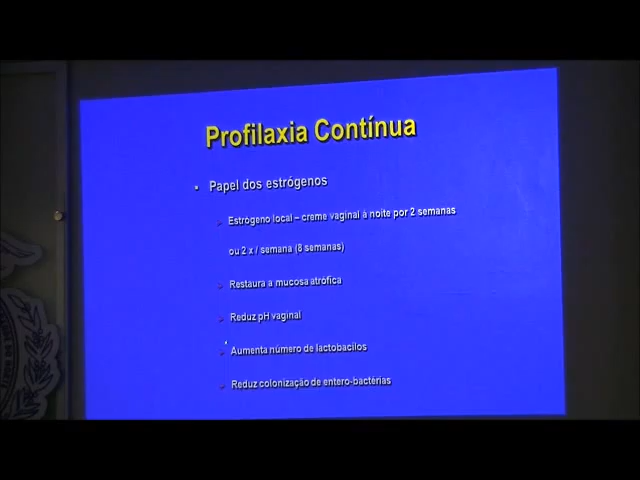 Profilaxia Contínua
▪ Papel dos estrógenos
Estrógeno local – creme vaginal à noite por 2 semanas
ou 2 x / semana (8 semanas)
Restaura a mucosa atrófica
Reduz pH vaginal
Aumenta número de lactobacilos
Reduz colonização de entero-bactérias